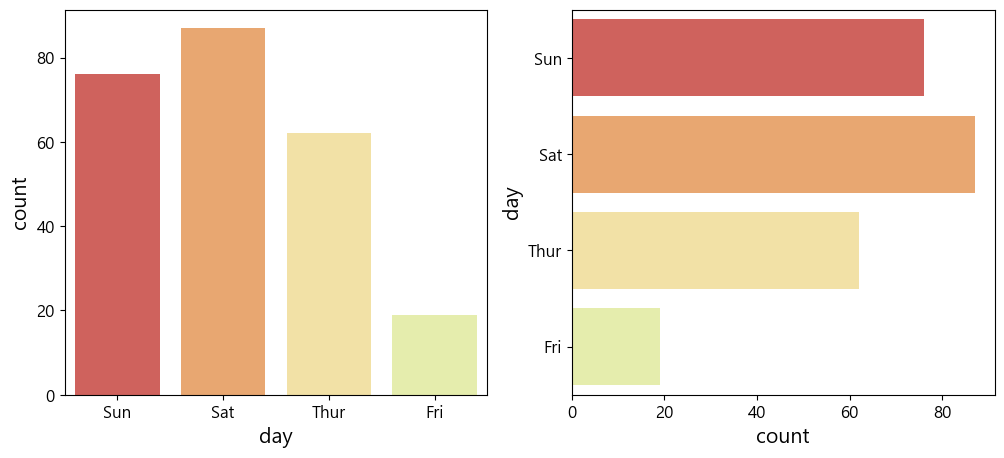 80
60
40
20
0
count
Sun Sat Thur Fri
day
Sun
Sat
Thur
Fri
day
0 20 40 60 80
count